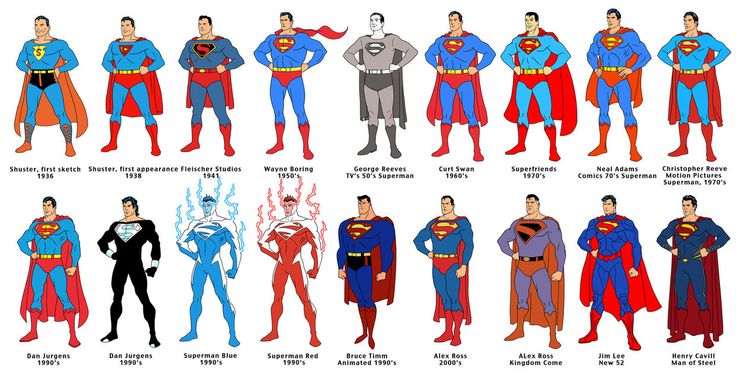 Shuster, first sketch
1936
Shuster, first appearance
1938
Fleischer Studios
1941
Wayne Boring
1950's
George Reeves
TV's 50's Superman
Curt Swan
1960's
Superfriends
1970's
Neal Adams
Comics 70's Superman
Christopher Reeve
Motion Pictures
Superman, 1970's
Dan Jurgens
1990's
Dan Jurgens
1990's
Superman Blue
1990's
Superman Red
1990's
Bruce Timm
Animated 1990's
Alex Ross
2000's
ALex Ross
Kingdom Come
Jim Lee
New 52
Henry Cavill
Man of Steel